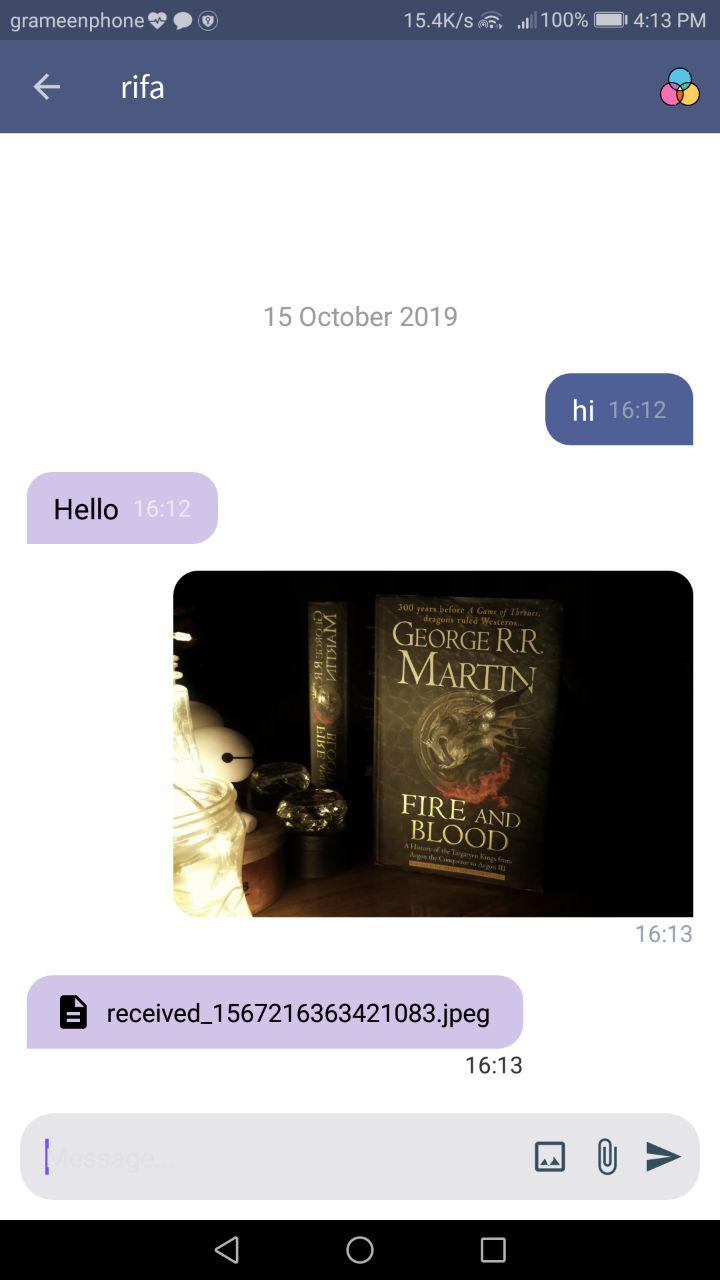 grameenphone 15.4K/s 100% 4:13 PM
rifa
15 October 2019
hi 16:12
Hello 16:12
300 years before A Game of Thrones,
dragons ruled Westeros...
GEORGE R.R.
MARTIN
FIRE AND
BLOOD
A History of the Targaryen Kings from
Aegon the Conqueror to Aegon III
16:13
received_1567216363421083.jpeg
16:13
Message...